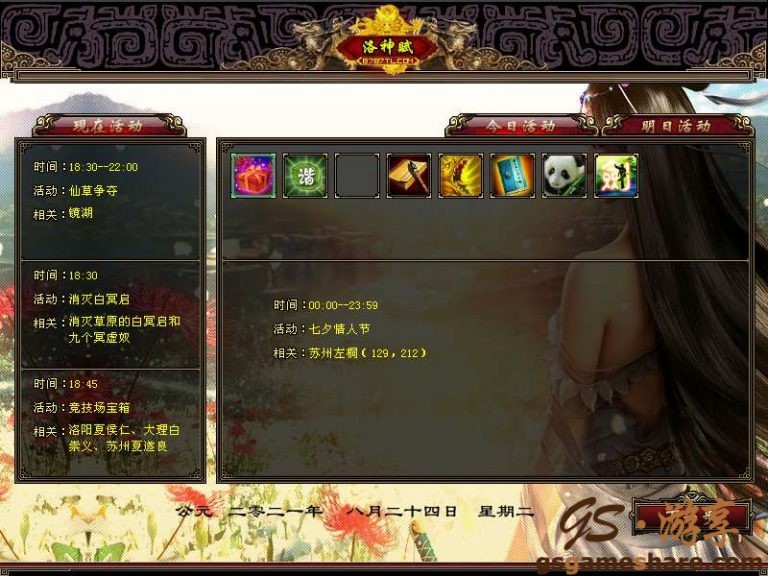 洛神赋
8787TL.COM
现在活动
今日活动
明日活动
时间：18:30--22:00
活动：仙草争夺
相关：镜湖
时间：18:30
活动：消灭白冥启
相关：消灭草原的白冥启和
九个冥虚奴
时间：18:45
活动：竞技场宝箱
相关：洛阳夏侯仁、大理白
崇义、苏州夏遂良
谐
时间：00:00--23:59
活动：七夕情人节
相关：苏州左桐（129，212）
公元 二零二一年 八月二十四日 星期二
GS·游享
gsgameshare.com